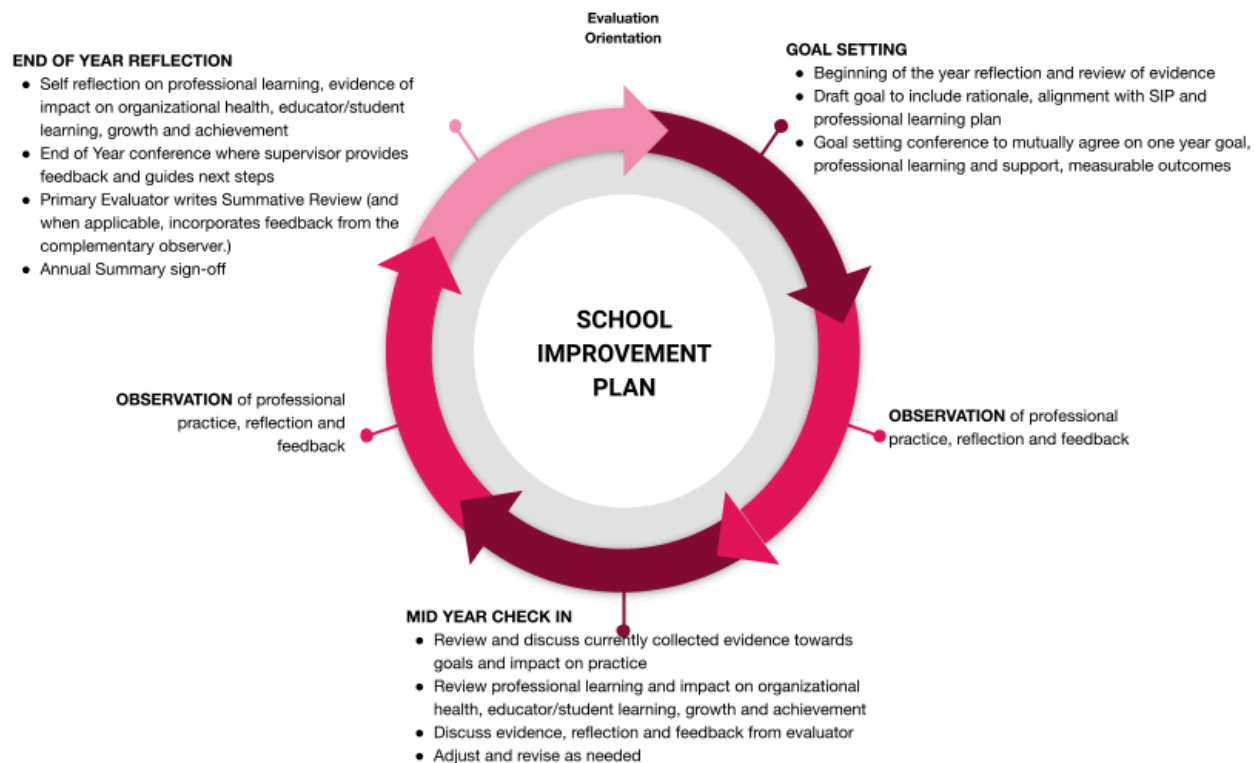 Evaluation
Orientation
END OF YEAR REFLECTION
● Self reflection on professional learning, evidence of
impact on organizational health, educator/student
learning, growth and achievement
● End of Year conference where supervisor provides
feedback and guides next steps
● Primary Evaluator writes Summative Review (and
when applicable, incorporates feedback from the
complementary observer.)
● Annual Summary sign-off
GOAL SETTING
● Beginning of the year reflection and review of evidence
● Draft goal to include rationale, alignment with SIP and
professional learning plan
● Goal setting conference to mutually agree on one year goal,
professional learning and support, measurable outcomes
SCHOOL
IMPROVEMENT
PLAN
OBSERVATION of professional
practice, reflection and
feedback
OBSERVATION of professional
practice, reflection and feedback
MID YEAR CHECK IN
● Review and discuss currently collected evidence towards
goals and impact on practice
● Review professional learning and impact on organizational
health, educator/student learning, growth and achievement
● Discuss evidence, reflection and feedback from evaluator
● Adjust and revise as needed